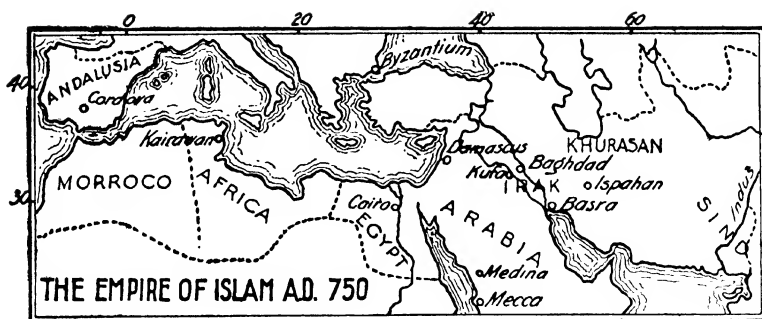 0 20 40 60
Byzantium
40
ANDALUSIA
Cordova
Kairawan
Damascus
KHURASAN
Baghdad
Kufa
IRAK
Ispahan
30
MORROCO
AFRICA
Cairo
EGYPT
ARABIA
Basra
SIND
Indus
Medina
Mecca
THE EMPIRE OF ISLAM A.D. 750